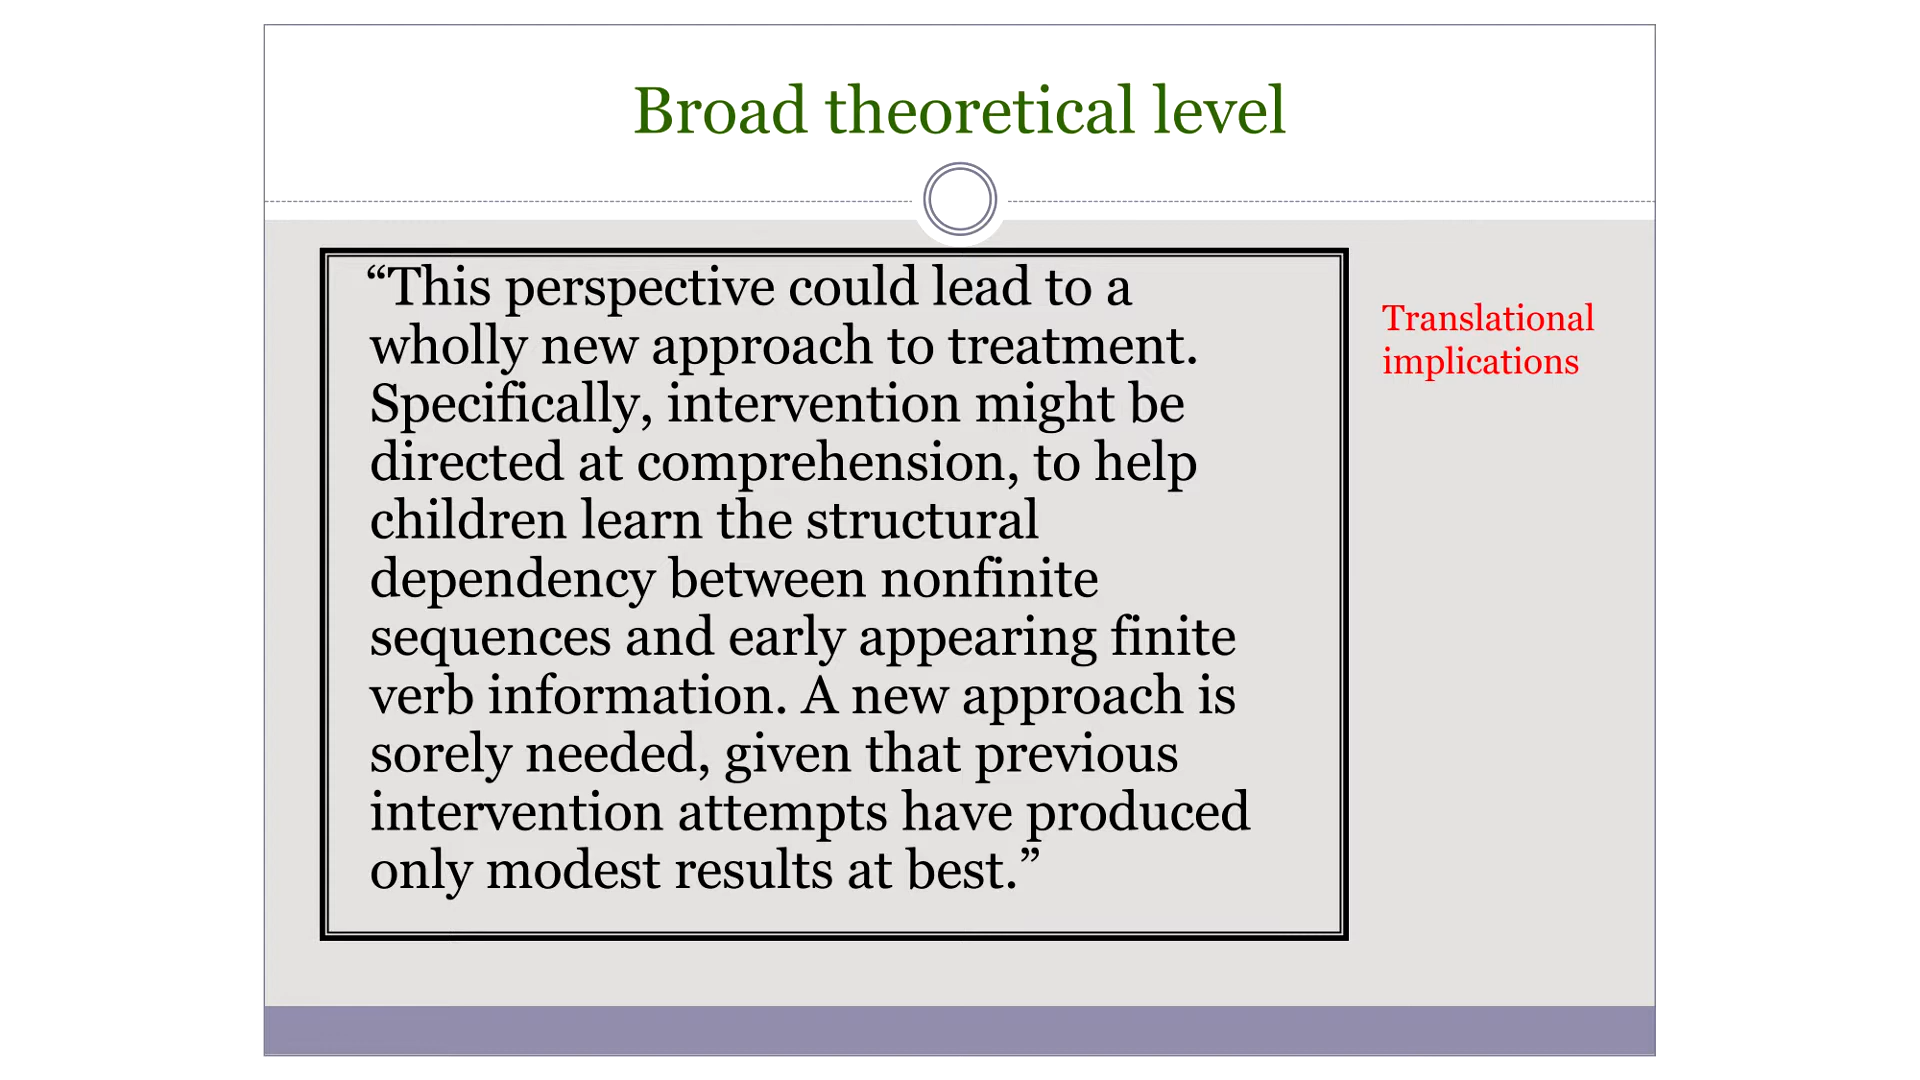 Broad theoretical level
“This perspective could lead to a
wholly new approach to treatment.
Specifically, intervention might be
directed at comprehension, to help
children learn the structural
dependency between nonfinite
sequences and early appearing finite
verb information. A new approach is
sorely needed, given that previous
intervention attempts have produced
only modest results at best.”
Translational
implications